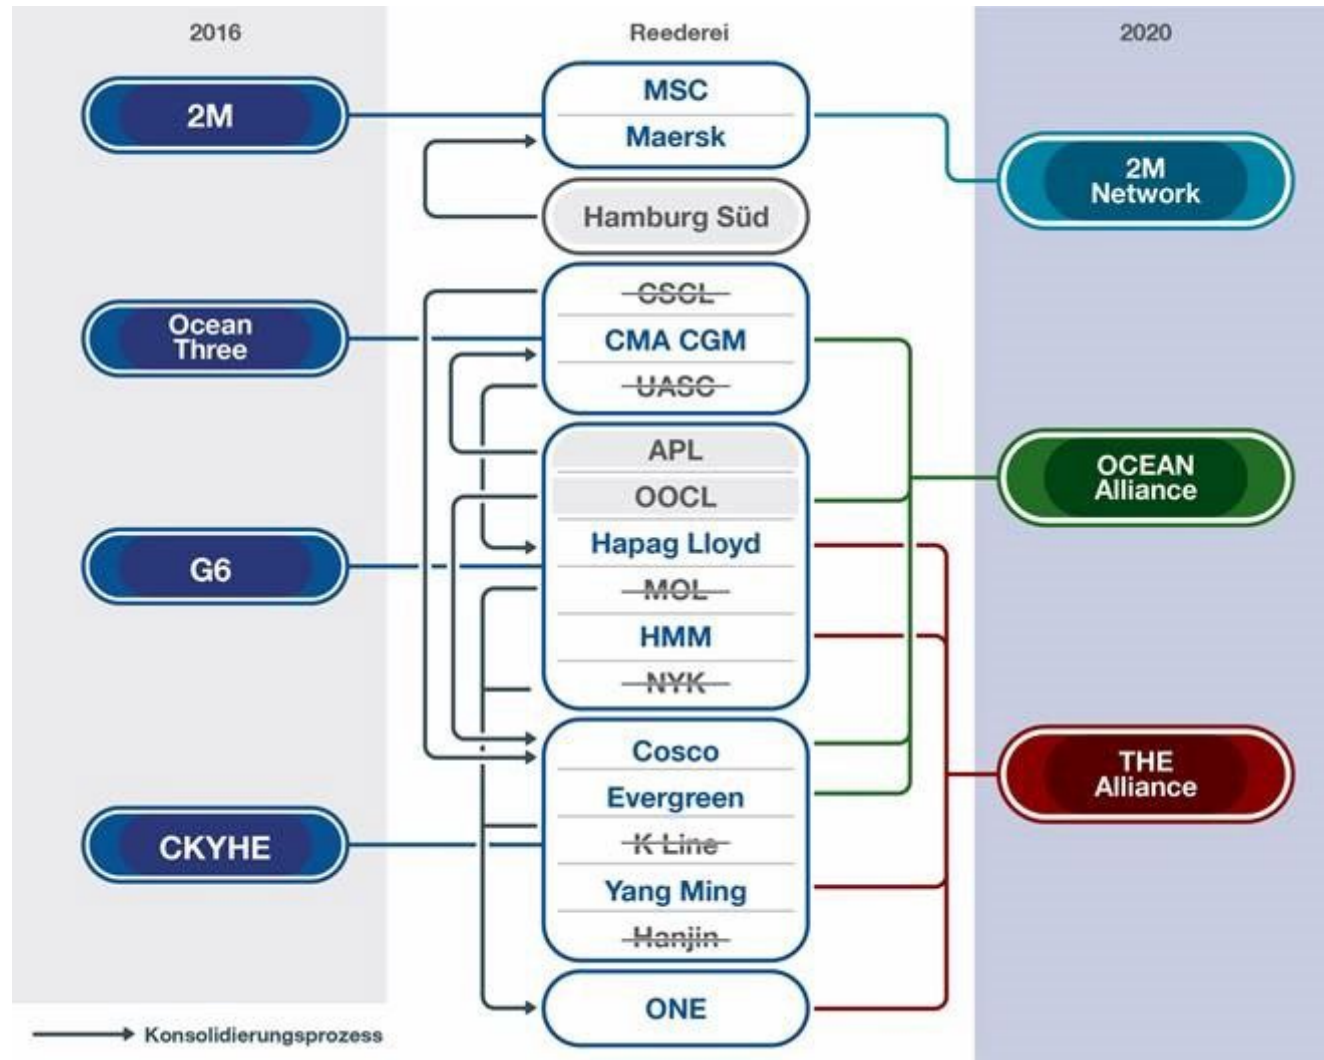 2016
Reederei
2020
2M
MSC
Maersk
2M
Network
Hamburg Süd
Ocean
Three
CSCL
CMA CGM
UASC
APL
OOCL
OCEAN
Alliance
G6
Hapag Lloyd
MOL
HMM
NYK
Cosco
Evergreen
THE
Alliance
CKYHE
K Line
Yang Ming
Hanjin
ONE
Konsolidierungsprozess